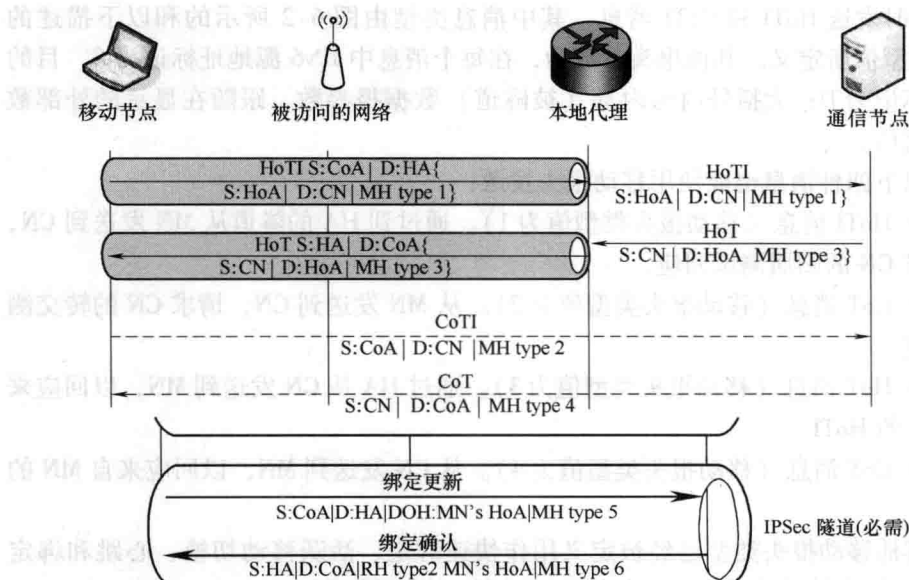 移动节点
被访问的网络
本地代理
通信节点
HoTI S:CoA | D:HA{
S:HoA | D:CN | MH type 1}
HoTI
S:HoA | D:CN | MH type 1}
HoT S:HA | D:CoA{
S:CN | D:HoA | MH type 3}
HoT
S:CN | D:HoA MH type 3}
CoTI
S:CoA | D:CN | MH type 2
CoT
S:CN | D:CoA | MH type 4
绑定更新
S:CoA|D:HA|DOH:MN's HoA|MH type 5
绑定确认
S:HA|D:CoA|RH type2 MN's HoA|MH type 6
IPSec 隧道(必需)